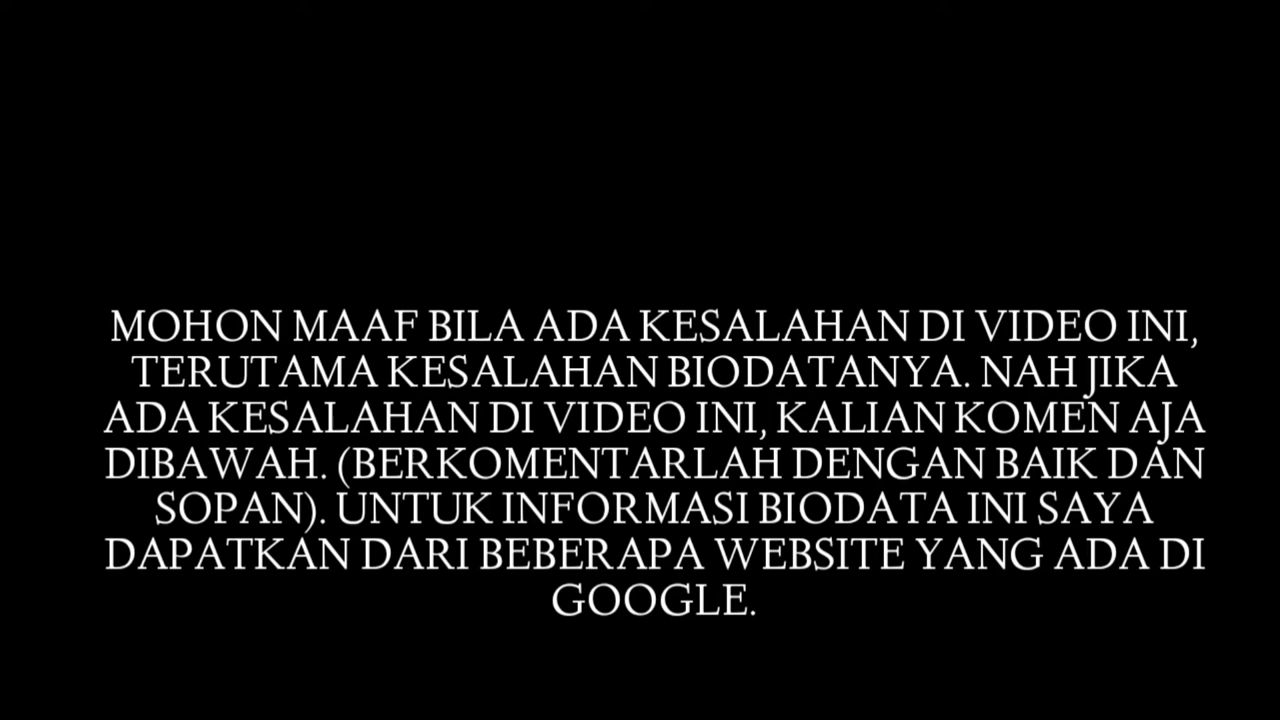 MOHON MAAF BILA ADA KESALAHAN DI VIDEO INI,
TERUTAMA KESALAHAN BIODATANYA. NAH JIKA
ADA KESALAHAN DI VIDEO INI, KALIAN KOMEN AJA
DIBAWAH. (BERKOMENTARLAH DENGAN BAIK DAN
SOPAN). UNTUK INFORMASI BIODATA INI SAYA
DAPATKAN DARI BEBERAPA WEBSITE YANG ADA DI
GOOGLE.